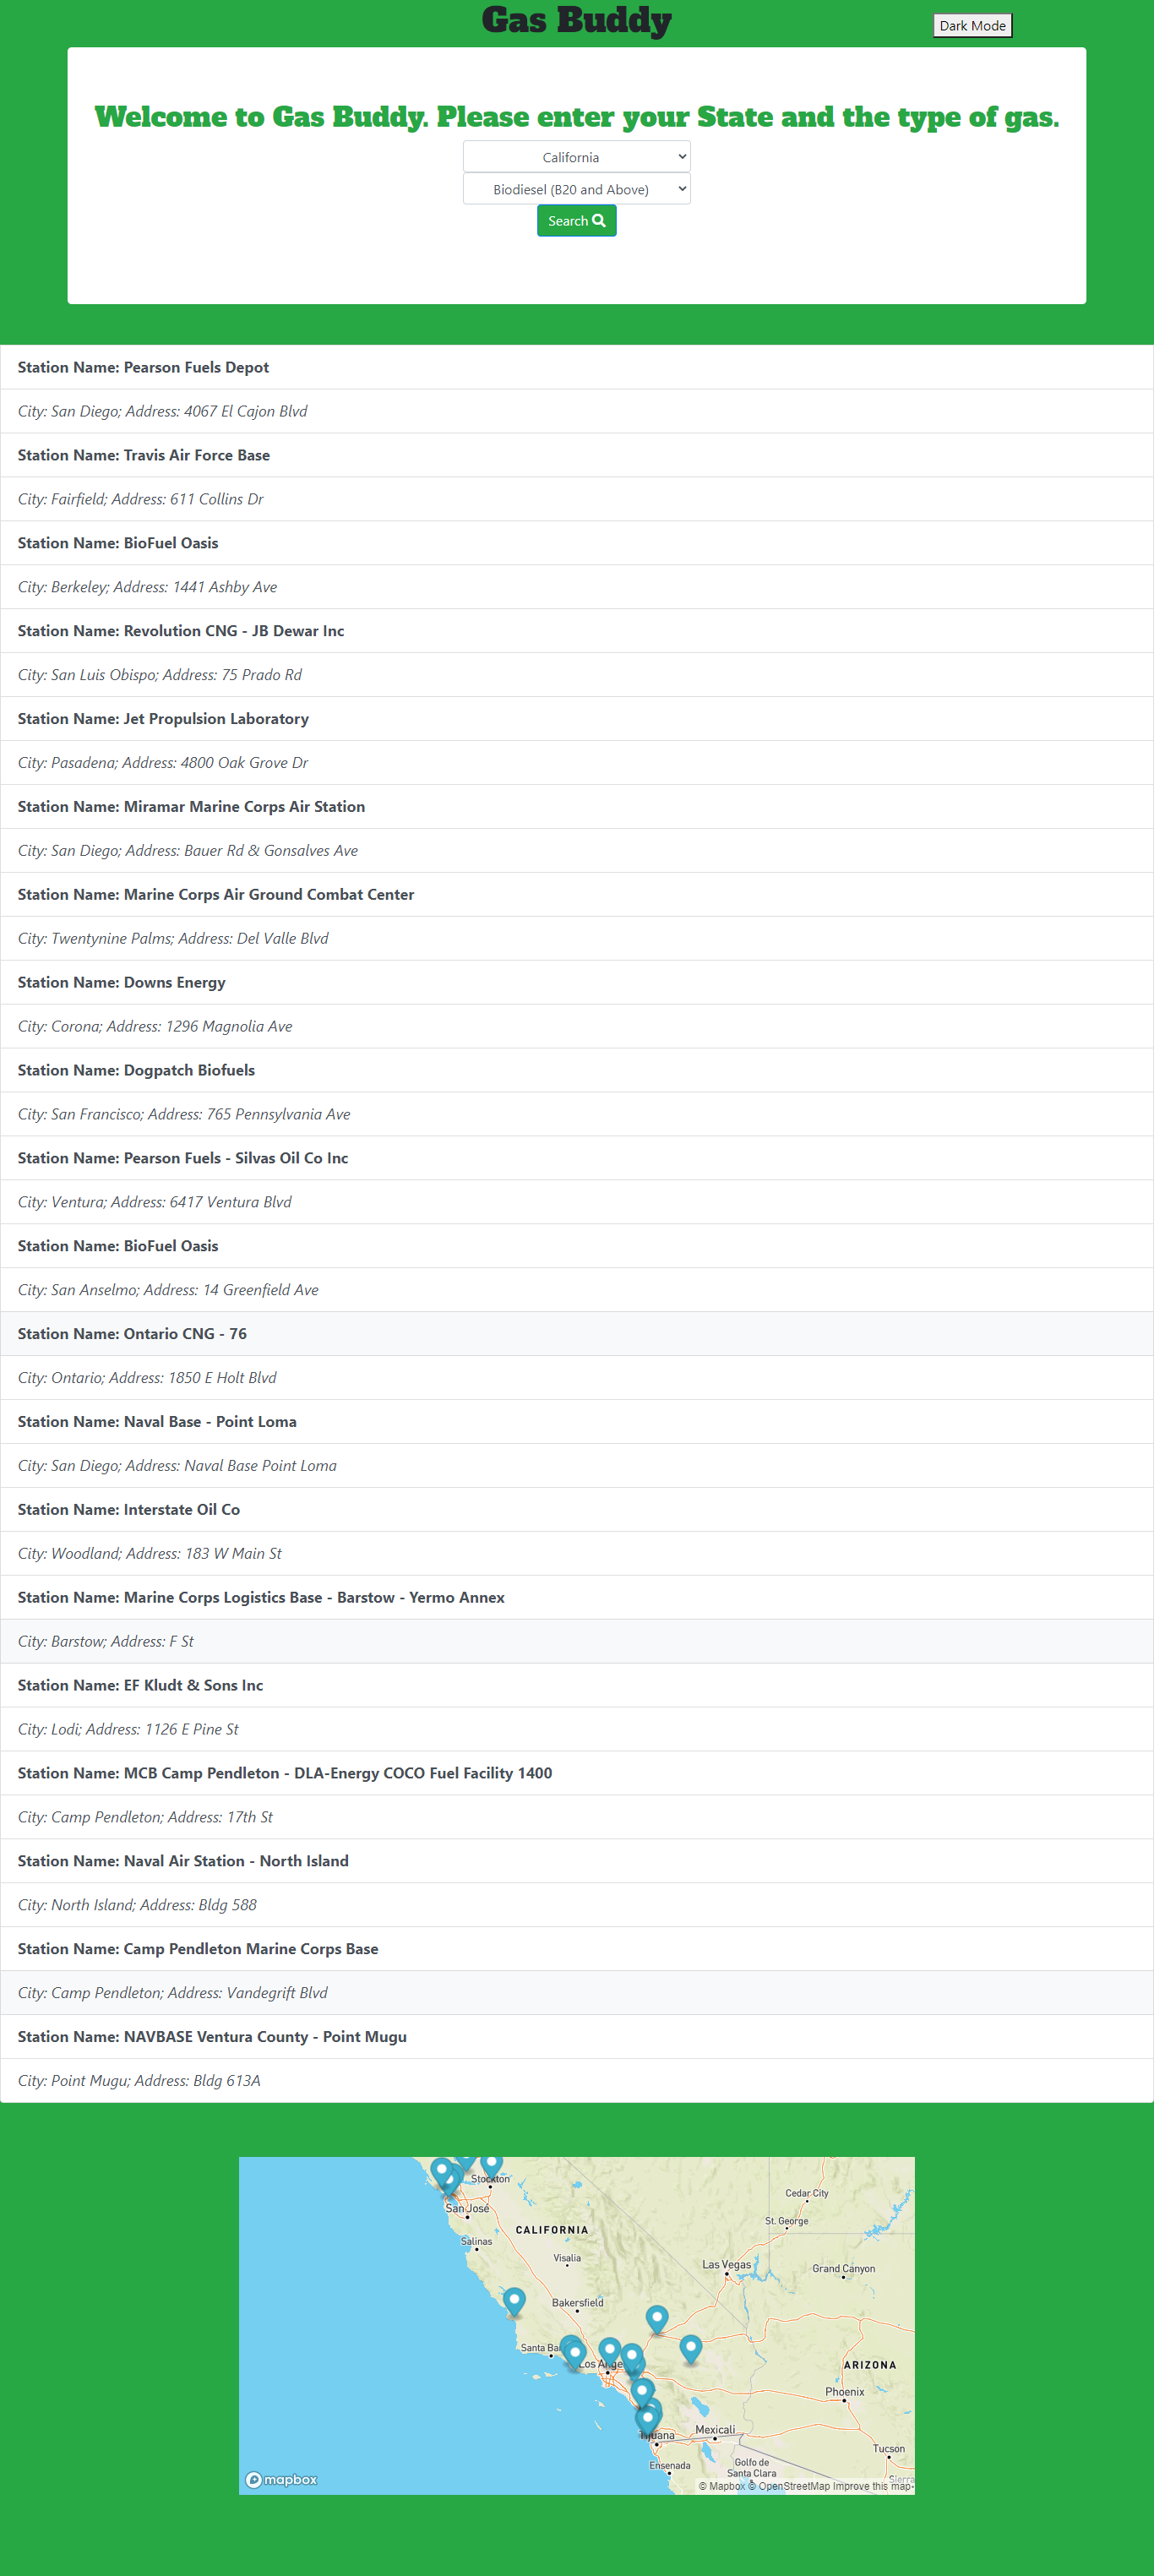 Gas Buddy
Dark Mode
Welcome to Gas Buddy. Please enter your State and the type of gas.
California
Biodiesel (B20 and Above)
Search
Station Name: Pearson Fuels Depot
City: San Diego; Address: 4067 El Cajon Blvd
Station Name: Travis Air Force Base
City: Fairfield; Address: 611 Collins Dr
Station Name: BioFuel Oasis
City: Berkeley; Address: 1441 Ashby Ave
Station Name: Revolution CNG - JB Dewar Inc
City: San Luis Obispo; Address: 75 Prado Rd
Station Name: Jet Propulsion Laboratory
City: Pasadena; Address: 4800 Oak Grove Dr
Station Name: Miramar Marine Corps Air Station
City: San Diego; Address: Bauer Rd & Gonsalves Ave
Station Name: Marine Corps Air Ground Combat Center
City: Twentynine Palms; Address: Del Valle Blvd
Station Name: Downs Energy
City: Corona; Address: 1296 Magnolia Ave
Station Name: Dogpatch Biofuels
City: San Francisco; Address: 765 Pennsylvania Ave
Station Name: Pearson Fuels - Silvas Oil Co Inc
City: Ventura; Address: 6417 Ventura Blvd
Station Name: BioFuel Oasis
City: San Anselmo; Address: 14 Greenfield Ave
Station Name: Ontario CNG - 76
City: Ontario; Address: 1850 E Holt Blvd
Station Name: Naval Base - Point Loma
City: San Diego; Address: Naval Base Point Loma
Station Name: Interstate Oil Co
City: Woodland; Address: 183 W Main St
Station Name: Marine Corps Logistics Base - Barstow - Yermo Annex
City: Barstow; Address: F St
Station Name: EF Kludt & Sons Inc
City: Lodi; Address: 1126 E Pine St
Station Name: MCB Camp Pendleton - DLA-Energy COCO Fuel Facility 1400
City: Camp Pendleton; Address: 17th St
Station Name: Naval Air Station - North Island
City: North Island; Address: Bldg 588
Station Name: Camp Pendleton Marine Corps Base
City: Camp Pendleton; Address: Vandegrift Blvd
Station Name: NAVBASE Ventura County - Point Mugu
City: Point Mugu; Address: Bldg 613A
Stockton
Cedar City
San José
St. George
CALIFORNIA
Salinas
Visalia
Las Vegas
Grand Canyon
Bakersfield
Santa Ba
Los Ange
ARIZONA
Phoenix
Mexicali
Tijuana
Tucson
Ensenada
Golfo de
Santa Clara
Sierra
mapbox
© Mapbox © OpenStreetMap Improve this map